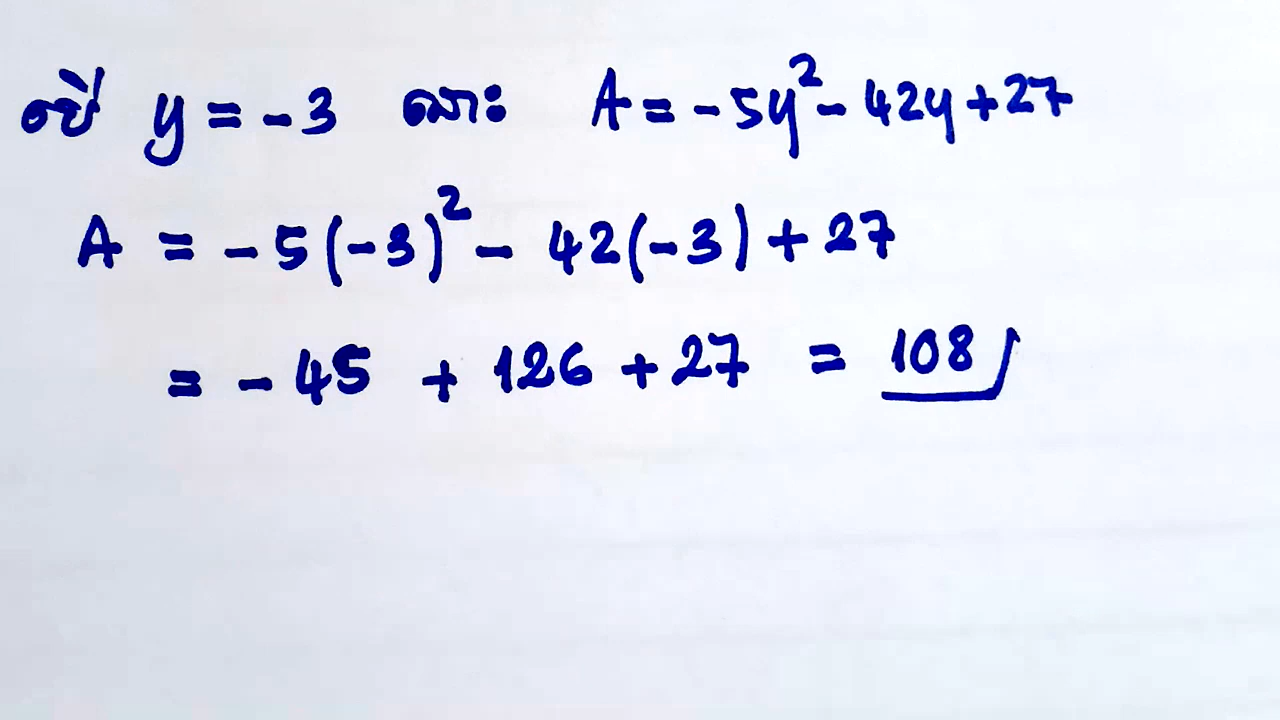 បើ y = -3 នោះ A = -5y² - 42y + 27
A = -5(-3)² - 42(-3) + 27
= -45 + 126 + 27 = 108